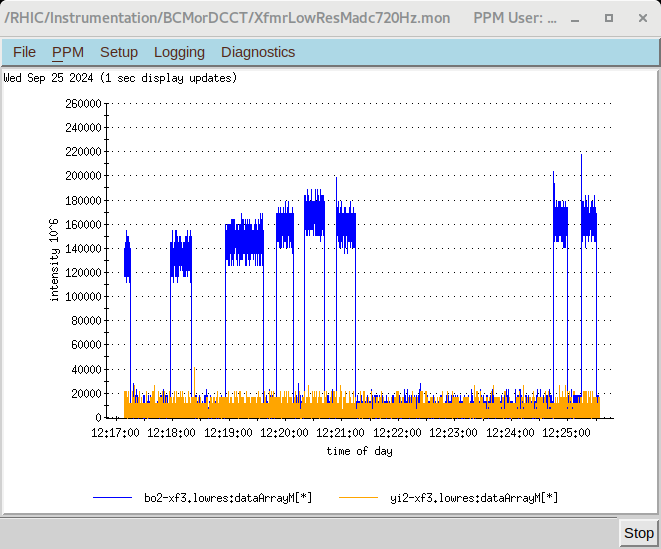 /RHIC/Instrumentation/BCMorDCCT/XfmrLowResMadc720Hz.mon PPM User: ...
File PPM Setup Logging Diagnostics
Wed Sep 25 2024 (1 sec display updates)
260000
240000
220000
200000
180000
160000
140000
120000
100000
80000
60000
40000
20000
0
intensity 10^6
12:17:00 12:18:00 12:19:00 12:20:00 12:21:00 12:22:00 12:23:00 12:24:00 12:25:00
time of day
bo2-xf3.lowres:dataArrayM[*] yi2-xf3.lowres:dataArrayM[*]
Stop